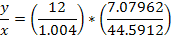 y/x = (12/1.004) * (7.07962/44.5912)